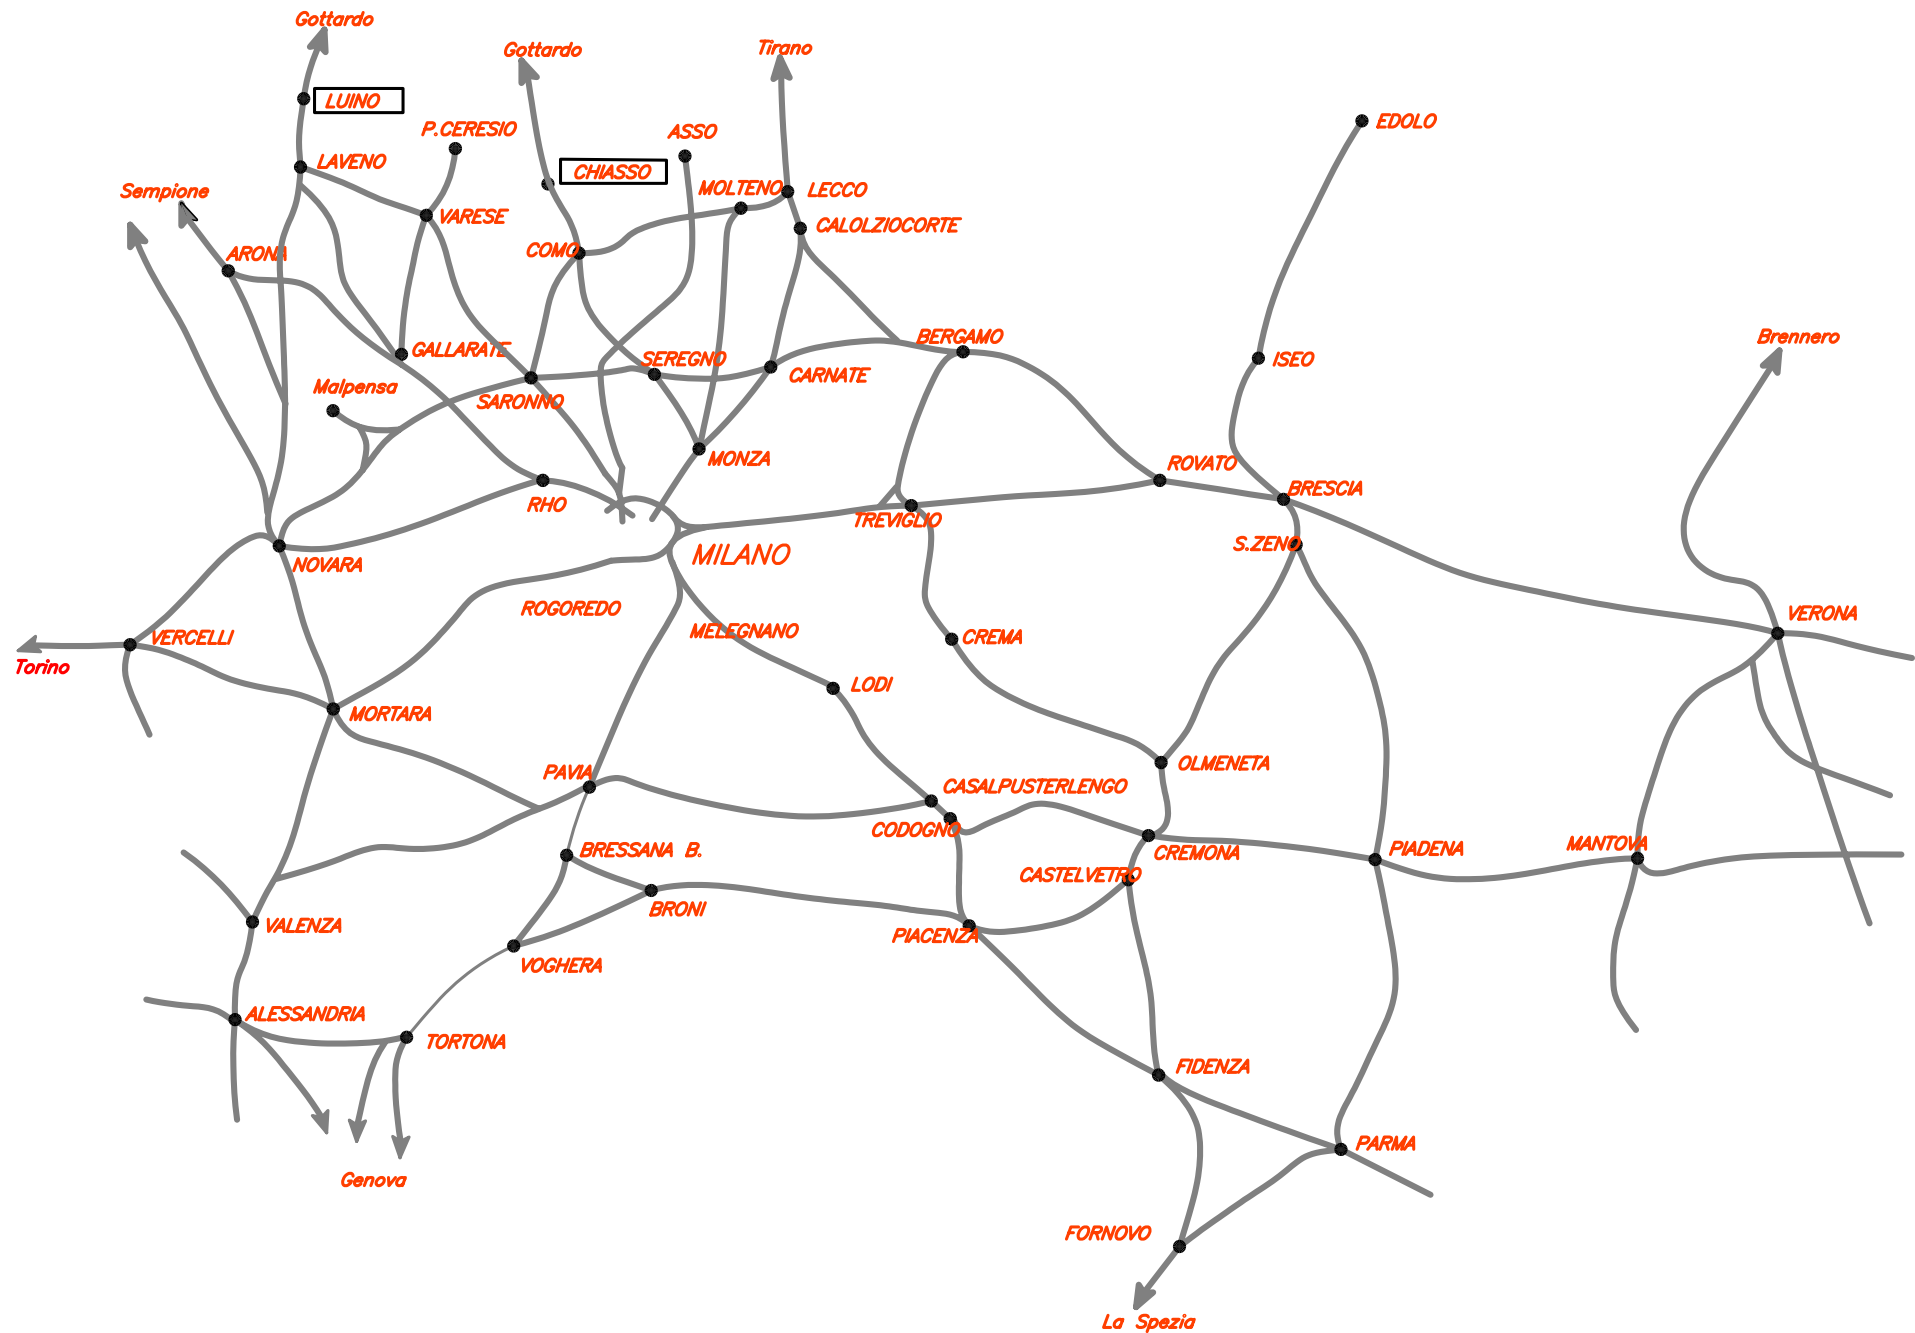 Gottardo
Gottardo
Tirano
LUINO
P.CERESIO
ASSO
EDOLO
LAVENO
CHIASSO
Sempione
MOLTENO
LECCO
VARESE
CALOLZIOCORTE
ARONA
COMO
BERGAMO
Brennero
GALLARATE
SEREGNO
ISEO
Malpensa
CARNATE
SARONNO
MONZA
ROVATO
BRESCIA
RHO
TREVIGLIO
S.ZENO
MILANO
NOVARA
ROGOREDO
VERONA
MELEGNANO
VERCELLI
CREMA
Torino
LODI
MORTARA
OLMENETA
PAVIA
CASALPUSTERLENGO
CODOGNO
MANTOVA
BRESSANA B.
CREMONA
PIADENA
CASTELVETRO
BRONI
VALENZA
PIACENZA
VOGHERA
ALESSANDRIA
TORTONA
FIDENZA
PARMA
Genova
FORNOVO
La Spezia